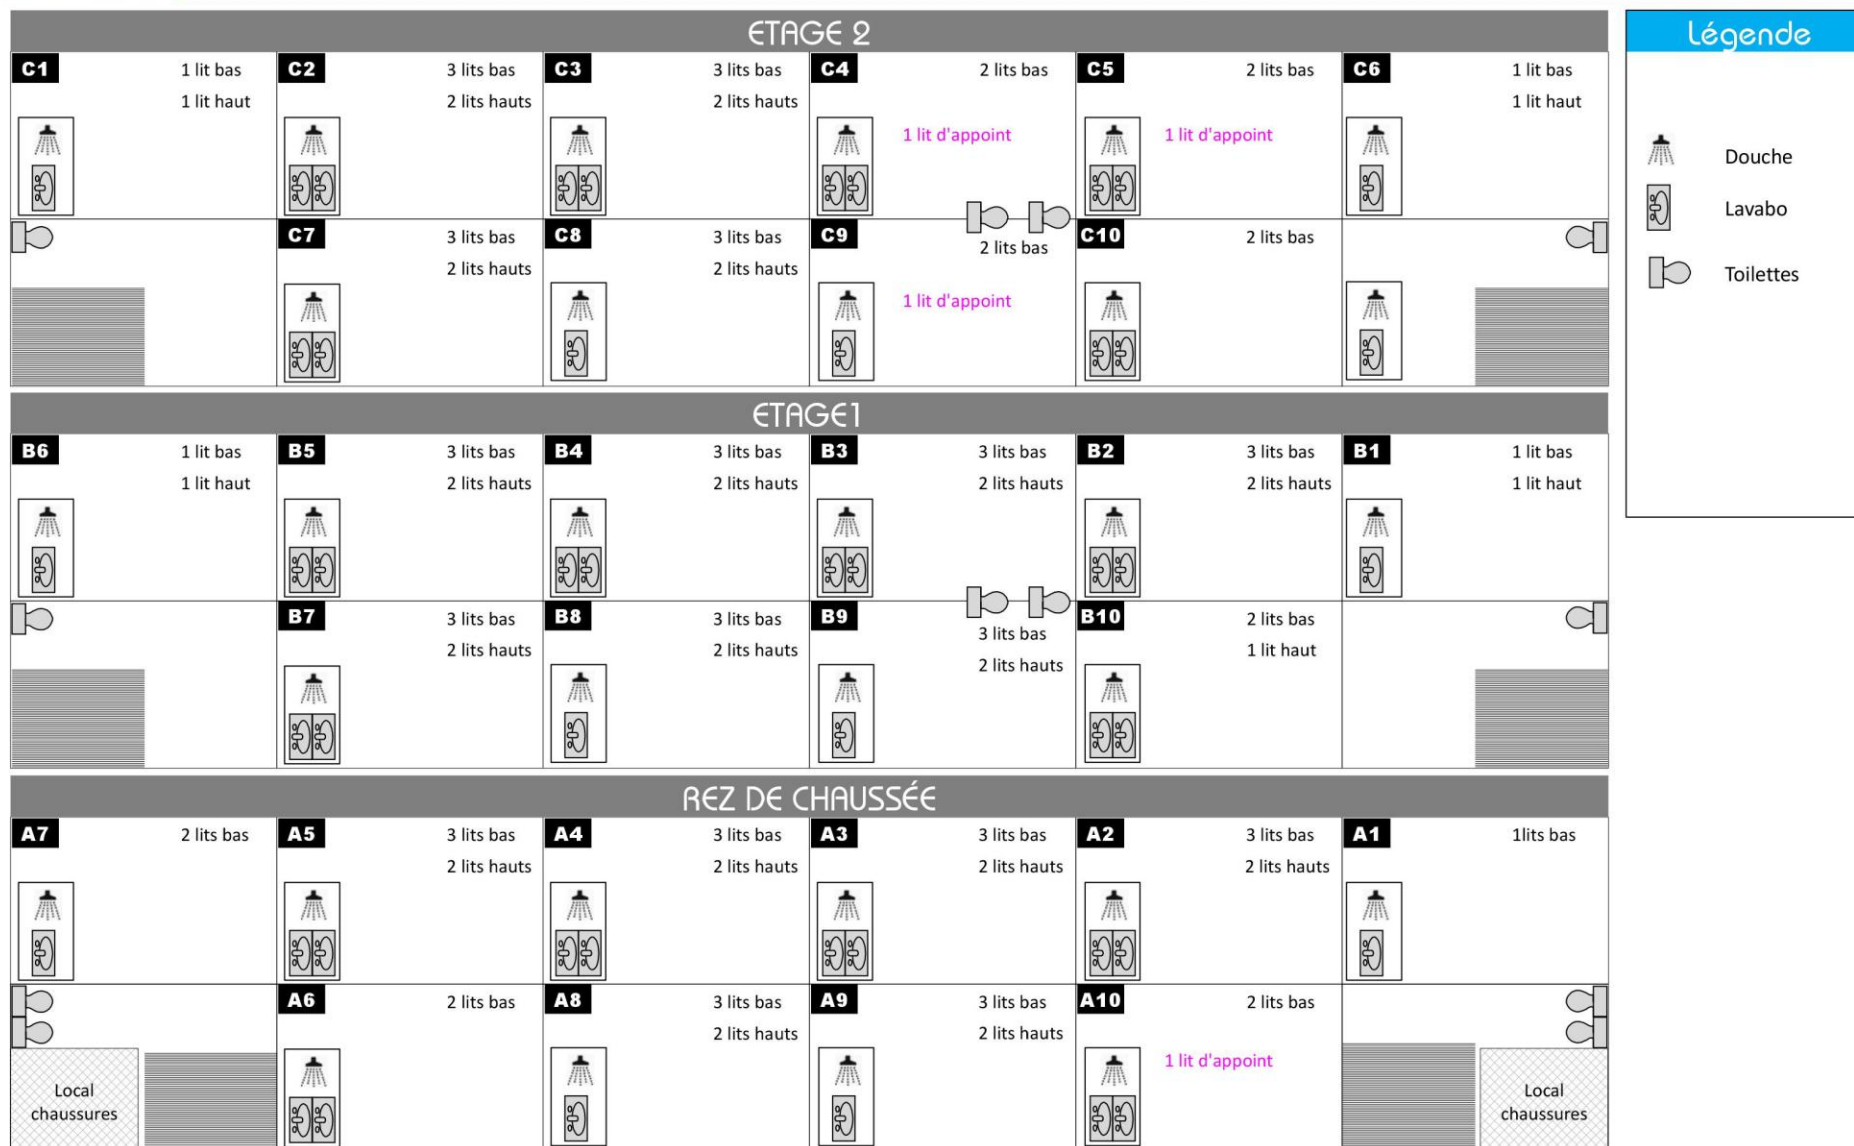 ETAGE 2
Légende
C1
1 lit bas
1 lit haut
C2
3 lits bas
2 lits hauts
C3
3 lits bas
2 lits hauts
C4
2 lits bas
1 lit d'appoint
C5
2 lits bas
1 lit d'appoint
C6
1 lit bas
1 lit haut
Douche
Lavabo
Toilettes
C7
3 lits bas
2 lits hauts
C8
3 lits bas
2 lits hauts
C9
2 lits bas
1 lit d'appoint
C10
2 lits bas
ETAGE1
B6
1 lit bas
1 lit haut
B5
3 lits bas
2 lits hauts
B4
3 lits bas
2 lits hauts
B3
3 lits bas
2 lits hauts
B2
3 lits bas
2 lits hauts
B1
1 lit bas
1 lit haut
B7
3 lits bas
2 lits hauts
B8
3 lits bas
2 lits hauts
B9
3 lits bas
2 lits hauts
B10
2 lits bas
1 lit haut
REZ DE CHAUSSÉE
A7
2 lits bas
A5
3 lits bas
2 lits hauts
A4
3 lits bas
2 lits hauts
A3
3 lits bas
2 lits hauts
A2
3 lits bas
2 lits hauts
A1
1lits bas
Local
chaussures
A6
2 lits bas
A8
3 lits bas
2 lits hauts
A9
3 lits bas
2 lits hauts
A10
2 lits bas
1 lit d'appoint
Local
chaussures